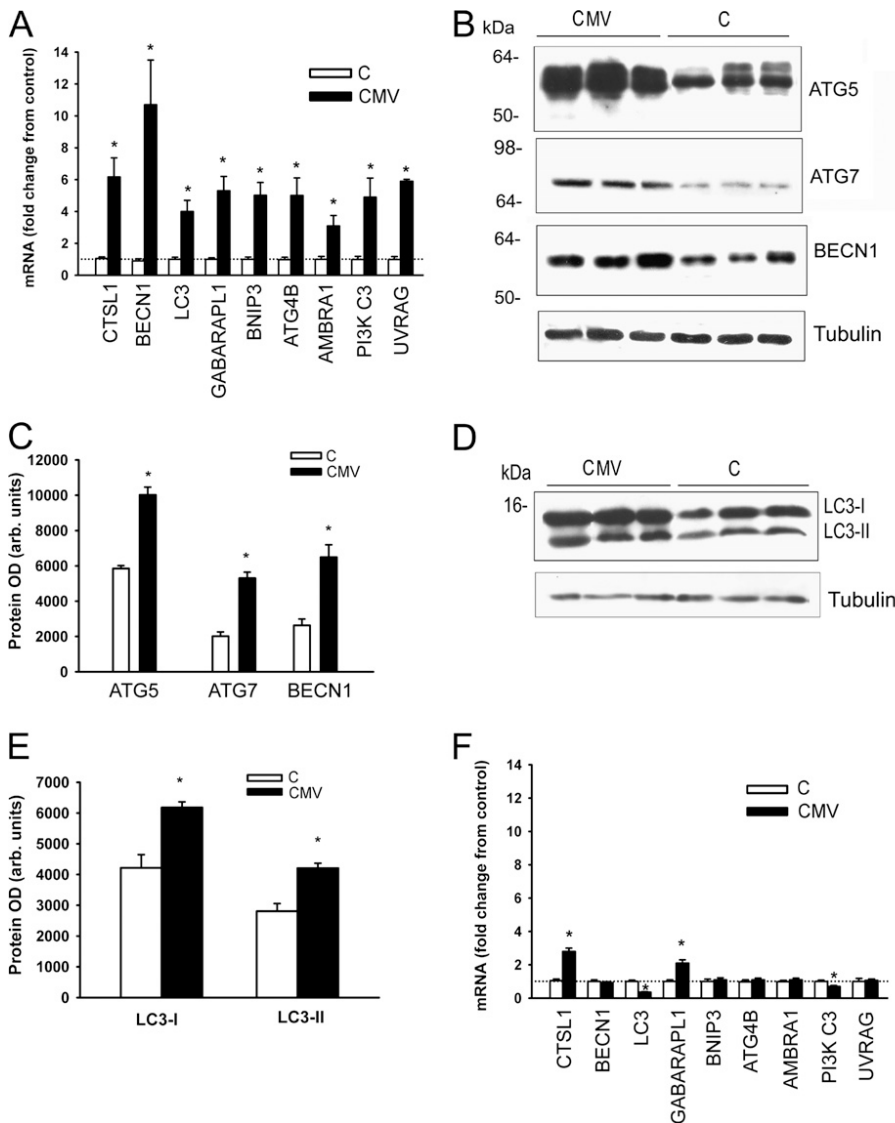 A
mRNA (fold change from control)
14
12
10
8
6
4
2
0
C
CMV
*
*
*
*
*
*
*
*
*
CTSL1
BECN1
LC3
GABARAPL1
BNIP3
ATG4B
AMBRA1
PI3K C3
UVRAG
B
kDa
CMV
C
64-
50-
ATG5
98-
64-
ATG7
64-
50-
BECN1
Tubulin
C
Protein OD (arb. units)
12000
10000
8000
6000
4000
2000
0
C
CMV
*
*
*
ATG5
ATG7
BECN1
D
kDa
CMV
C
16-
LC3-I
LC3-II
Tubulin
E
Protein OD (arb. units)
7000
6000
5000
4000
3000
2000
1000
0
C
CMV
*
*
LC3-I
LC3-II
F
mRNA (fold change from control)
14
12
10
8
6
4
2
0
C
CMV
*
*
*
*
CTSL1
BECN1
LC3
GABARAPL1
BNIP3
ATG4B
AMBRA1
PI3K C3
UVRAG